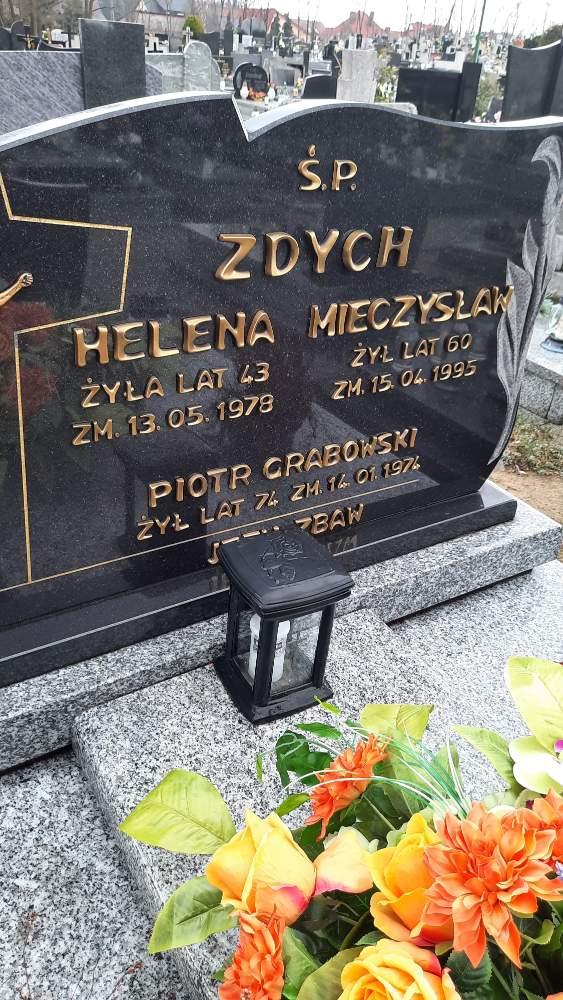 Ś.P.
ZDYCH
HELENA
ŻYŁA LAT 43
ZM. 13. 05. 1978
MIECZYSŁAW
ŻYŁ LAT 60
ZM. 15. 04. 1995
PIOTR GRABOWSKI
ŻYŁ LAT 74 ZM. 14 01. 1974
ZBAW